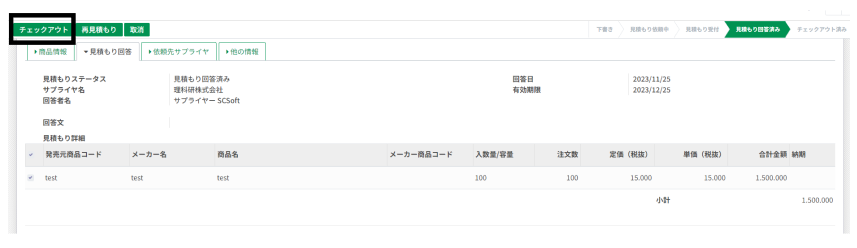 チェックアウト 再見積もり 取消 下書き 見積もり依頼中 見積もり受付 見積もり回答済み チェックアウト済み
商品情報 見積もり回答 依頼先サプライヤ 他の情報
見積もりステータス 見積もり回答済み 回答日 2023/11/25
サプライヤ名 理科研株式会社 有効期限 2023/12/25
回答者名 サプライヤー SCSoft
回答文
見積もり詳細
発売元商品コード メーカー名 商品名 メーカー商品コード 入数量/容量 注文数 定価（税抜） 単価（税抜） 合計金額 納期
test test test 100 100 15.000 15.000 1.500.000
小計 1.500.000